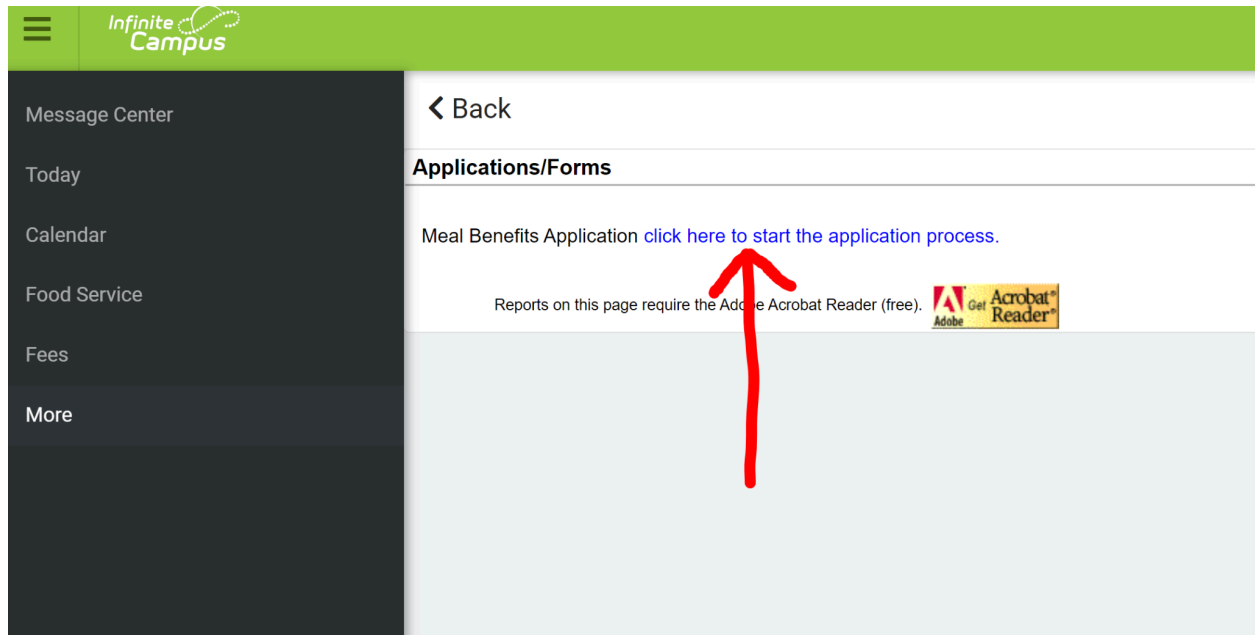 Infinite
Campus
Message Center
Today
Calendar
Food Service
Fees
More
Back
Applications/Forms
Meal Benefits Application click here to start the application process.
Reports on this page require the Adobe Acrobat Reader (free).
Adobe
Get Acrobat®
Reader®